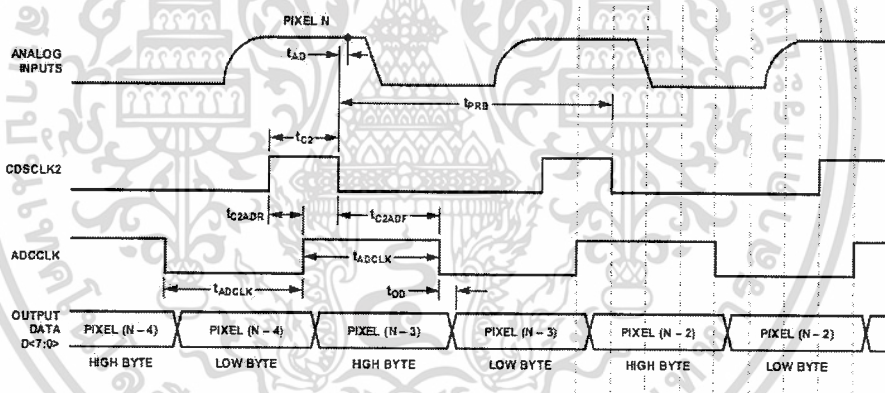 PIXEL N
ANALOG
INPUTS
tAD
tPRB
tC2
CDSCLK2
tC2ADR
tC2ADF
ADCCLK
tADCLK
tADCLK
tOD
OUTPUT
DATA
D<7:0>
PIXEL (N – 4)
PIXEL (N – 4)
PIXEL (N – 3)
PIXEL (N – 3)
PIXEL (N – 2)
PIXEL (N – 2)
HIGH BYTE
LOW BYTE
HIGH BYTE
LOW BYTE
HIGH BYTE
LOW BYTE